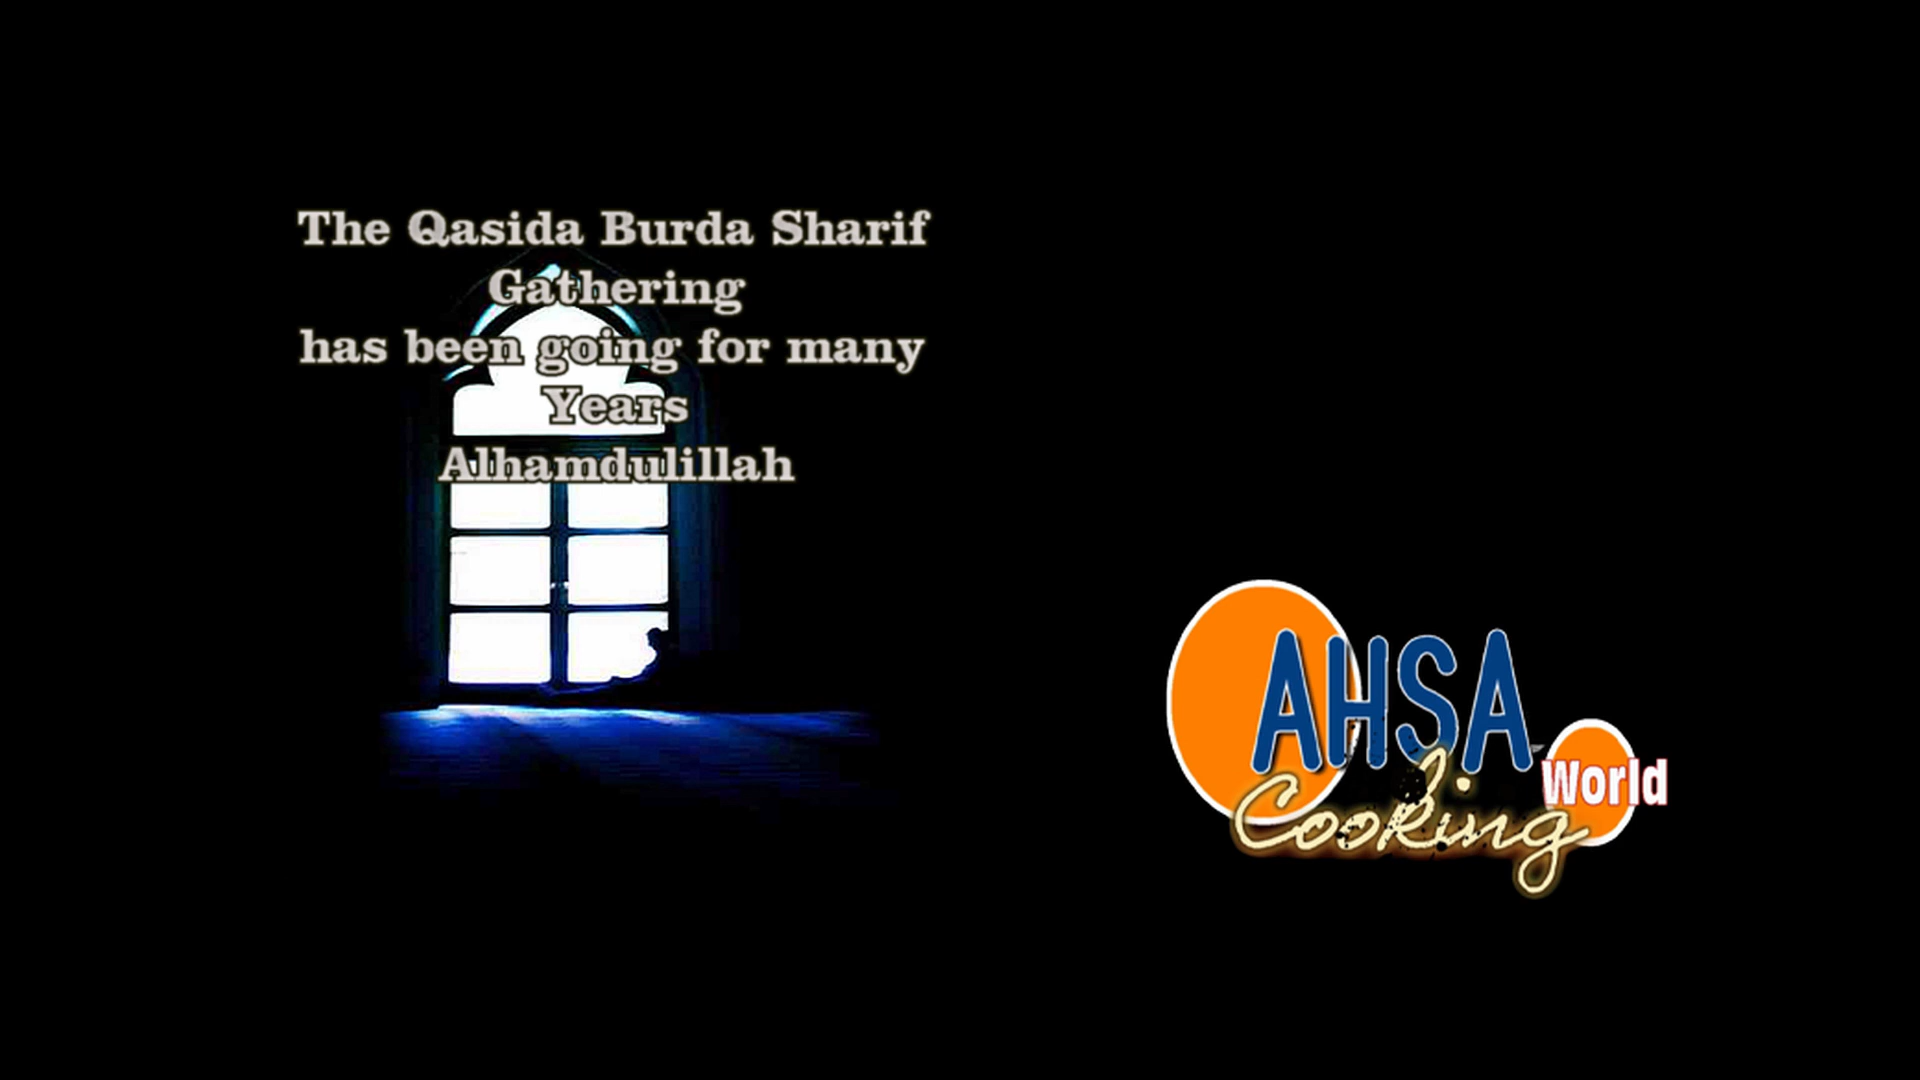 The Qasida Burda Sharif
Gathering
has been going for many
Years
Alhamdulillah
AHSA
World
Cooking